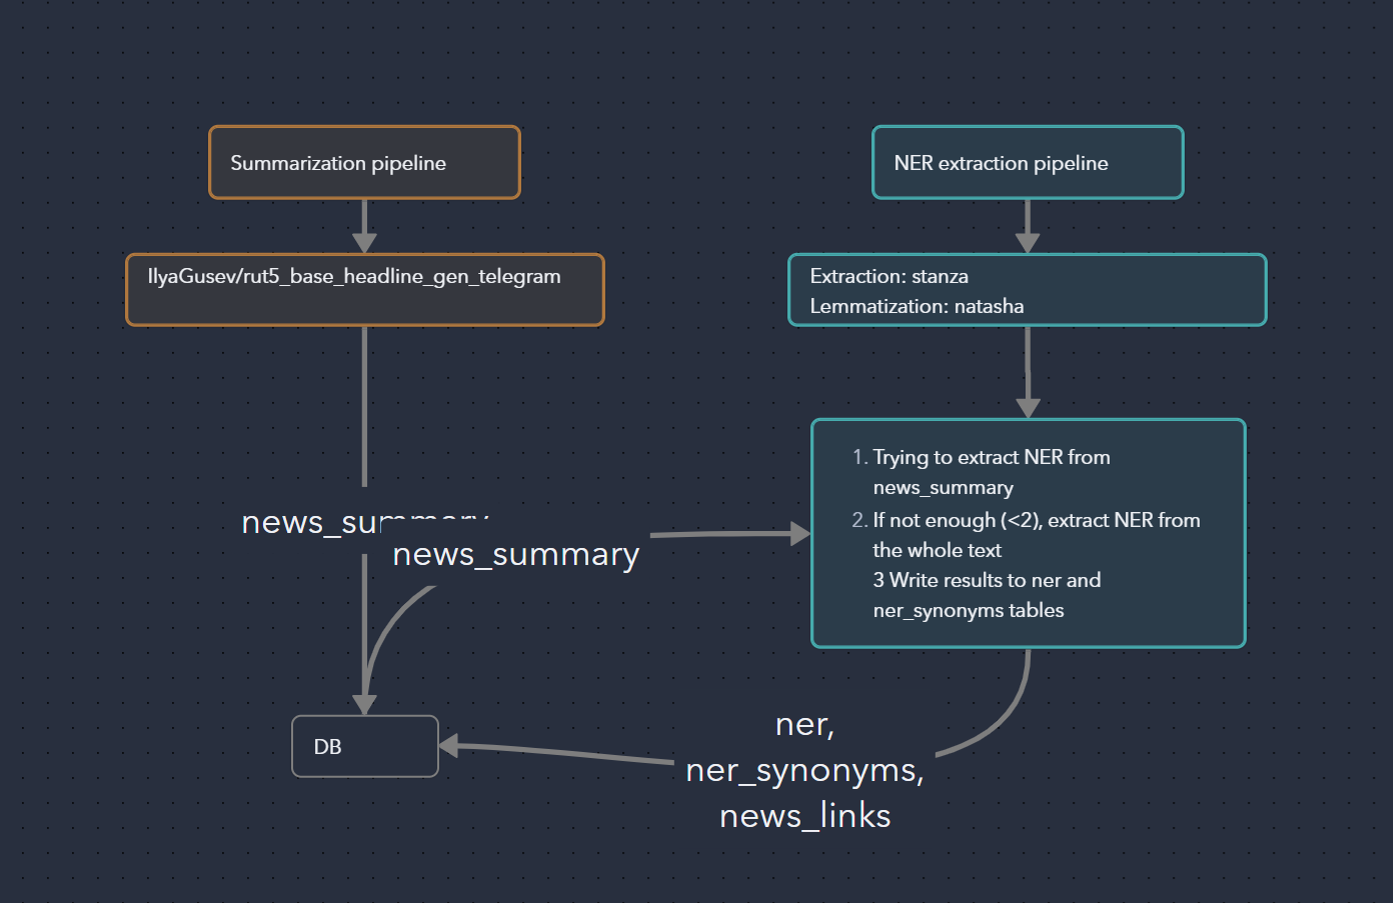 Summarization pipeline
IlyaGusev/rut5_base_headline_gen_telegram
NER extraction pipeline
Extraction: stanza
Lemmatization: natasha
1. Trying to extract NER from
news_summary
2. If not enough (<2), extract NER from
the whole text
3 Write results to ner and
ner_synonyms tables
news_summary
news_summary
DB
ner,
ner_synonyms,
news_links